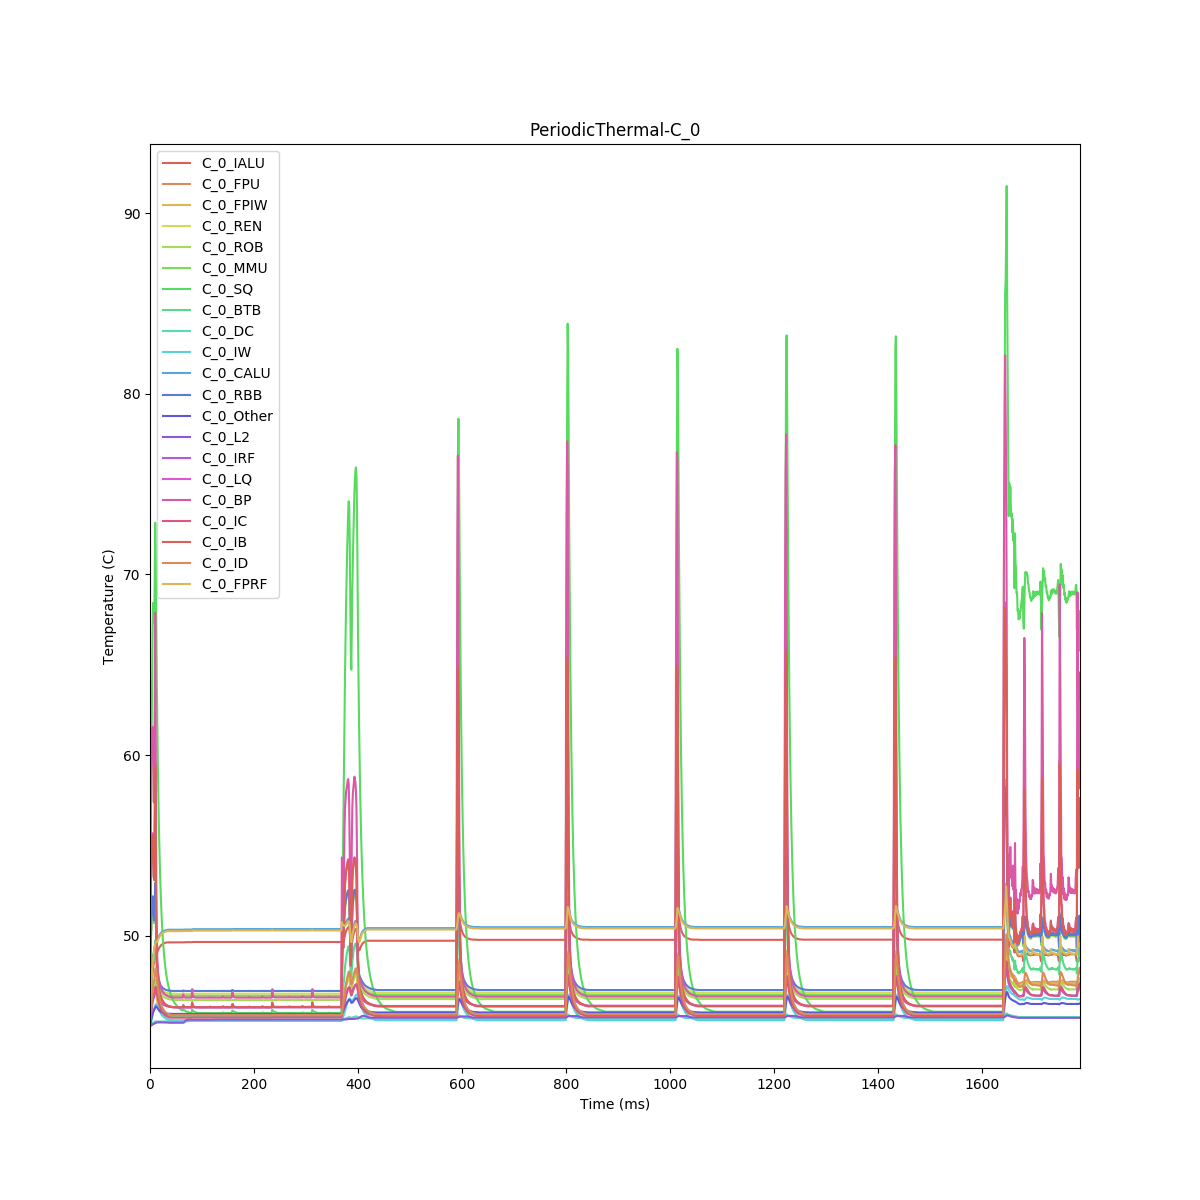 PeriodicThermal-C_0
C_0_IALU
C_0_FPU
C_0_FPIW
C_0_REN
C_0_ROB
C_0_MMU
C_0_SQ
C_0_BTB
C_0_DC
C_0_IW
C_0_CALU
C_0_RBB
C_0_Other
C_0_L2
C_0_IRF
C_0_LQ
C_0_BP
C_0_IC
C_0_IB
C_0_ID
C_0_FPRF
90
80
70
60
50
Temperature (C)
0 200 400 600 800 1000 1200 1400 1600
Time (ms)